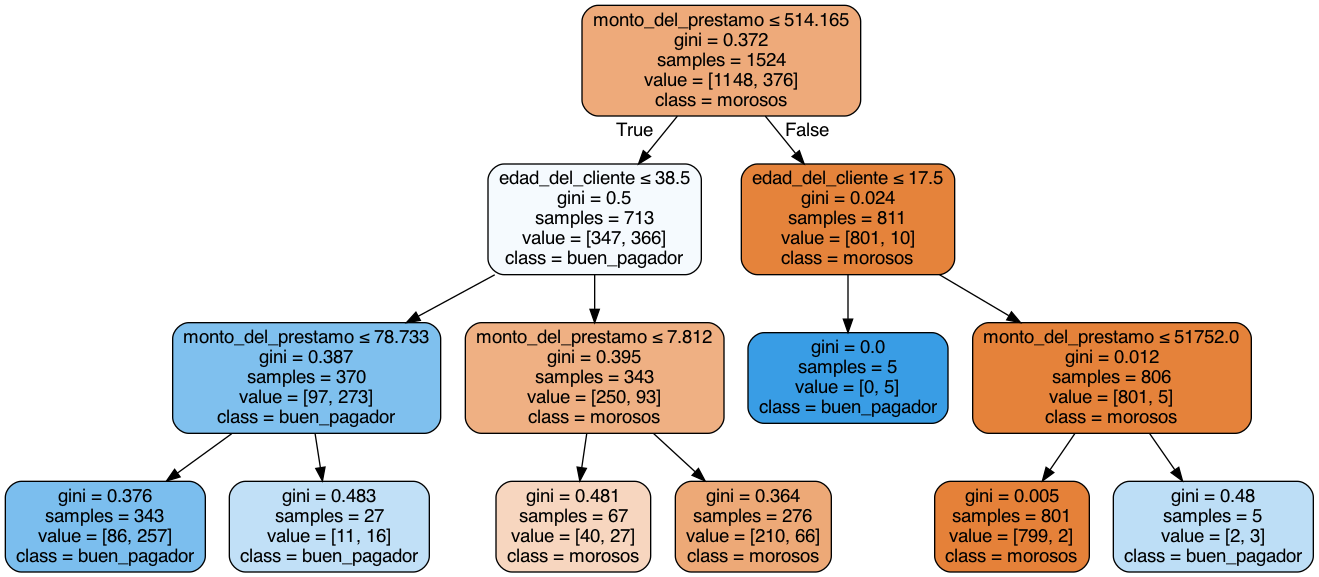 monto_del_prestamo ≤ 514.165
gini = 0.372
samples = 1524
value = [1148, 376]
class = morosos
True
False
edad_del_cliente ≤ 38.5
gini = 0.5
samples = 713
value = [347, 366]
class = buen_pagador
edad_del_cliente ≤ 17.5
gini = 0.024
samples = 811
value = [801, 10]
class = morosos
monto_del_prestamo ≤ 78.733
gini = 0.387
samples = 370
value = [97, 273]
class = buen_pagador
monto_del_prestamo ≤ 7.812
gini = 0.395
samples = 343
value = [250, 93]
class = morosos
gini = 0.0
samples = 5
value = [0, 5]
class = buen_pagador
monto_del_prestamo ≤ 51752.0
gini = 0.012
samples = 806
value = [801, 5]
class = morosos
gini = 0.376
samples = 343
value = [86, 257]
class = buen_pagador
gini = 0.483
samples = 27
value = [11, 16]
class = buen_pagador
gini = 0.481
samples = 67
value = [40, 27]
class = morosos
gini = 0.364
samples = 276
value = [210, 66]
class = morosos
gini = 0.005
samples = 801
value = [799, 2]
class = morosos
gini = 0.48
samples = 5
value = [2, 3]
class = buen_pagador